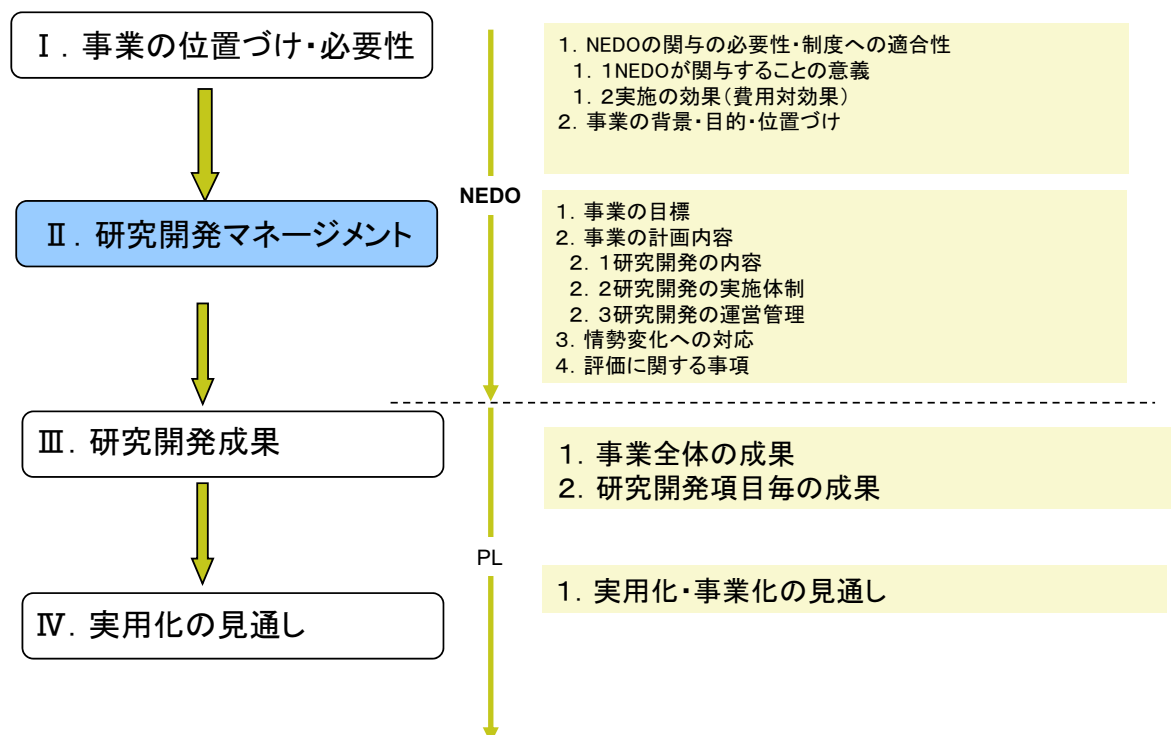 Ⅰ．事業の位置づけ・必要性
1．NEDOの関与の必要性・制度への適合性
1．1NEDOが関与することの意義
1．2実施の効果（費用対効果）
2．事業の背景・目的・位置づけ
NEDO
Ⅱ．研究開発マネージメント
1．事業の目標
2．事業の計画内容
2．1研究開発の内容
2．2研究開発の実施体制
2．3研究開発の運営管理
3．情勢変化への対応
4．評価に関する事項
Ⅲ．研究開発成果
1．事業全体の成果
2．研究開発項目毎の成果
PL
Ⅳ．実用化の見通し
1．実用化・事業化の見通し